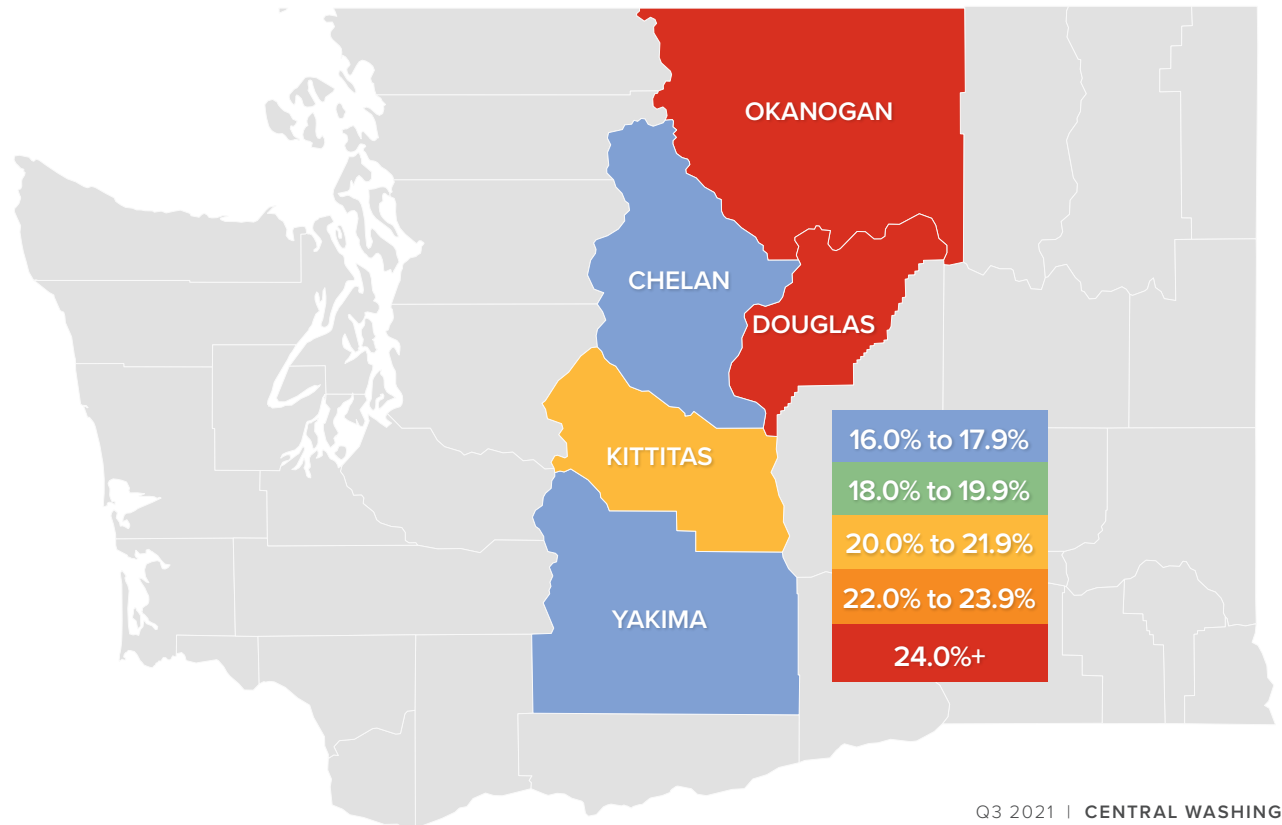 OKANOGAN
CHELAN
DOUGLAS
KITTITAS
YAKIMA
16.0% to 17.9%
18.0% to 19.9%
20.0% to 21.9%
22.0% to 23.9%
24.0%+
Q3 2021 | CENTRAL WASHING